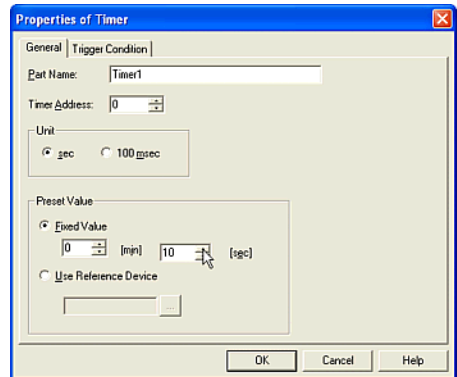 Properties of Timer
General Trigger Condition
Part Name: Timer1
Timer Address: 0
Unit
sec 100 msec
Preset Value
Fixed Value
0 [min] 10 [sec]
Use Reference Device
...
OK Cancel Help